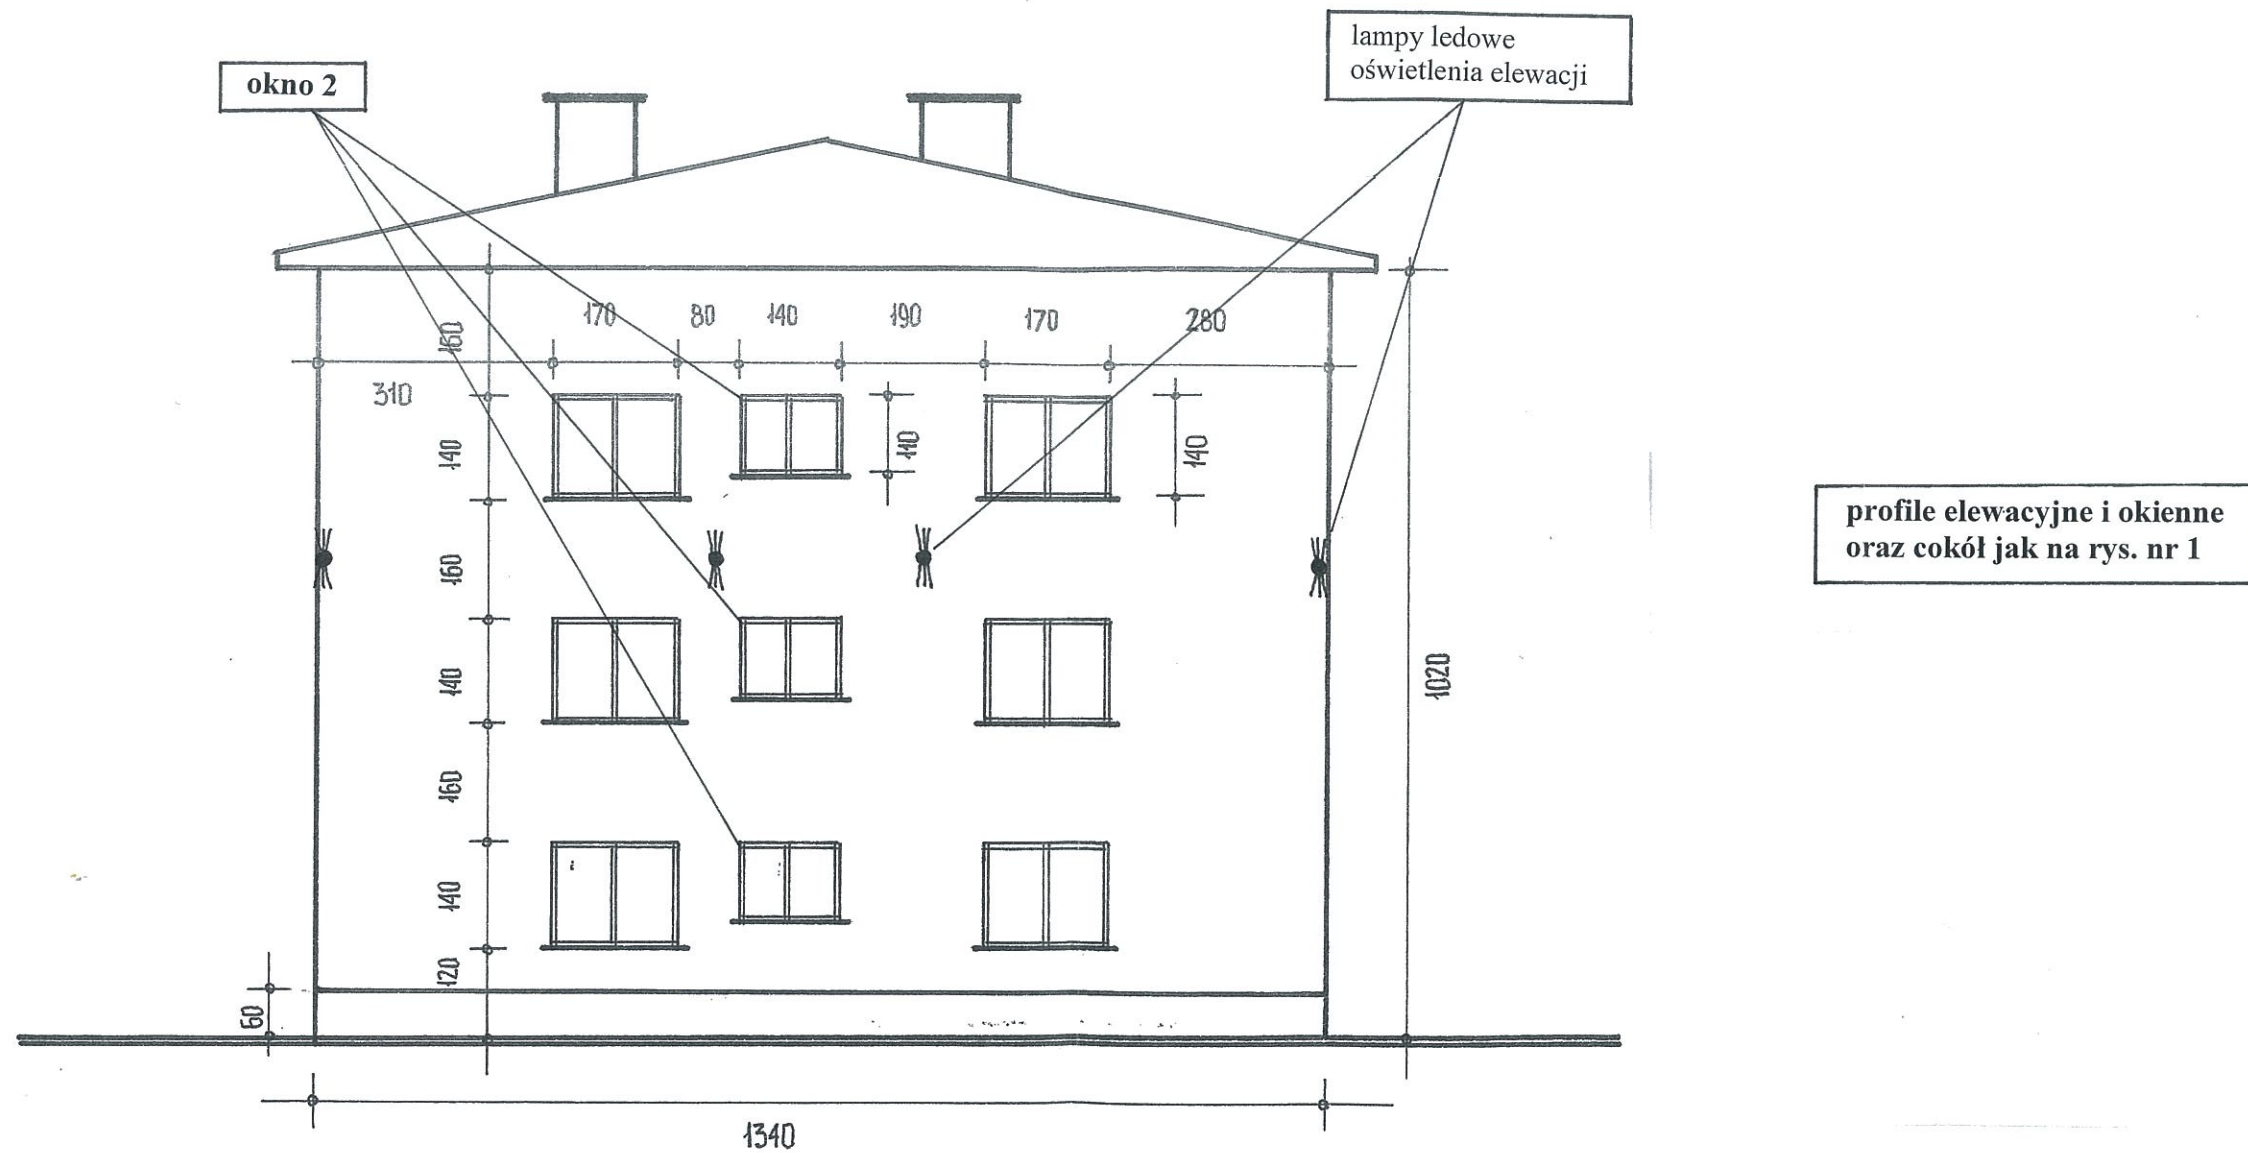 lampy ledowe
oświetlenia elewacji
okno 2
170 80 140 190 170 280
160
310
140
110
140
profile elewacyjne i okienne
oraz cokół jak na rys. nr 1
160
140
1020
160
140
120
60
1340